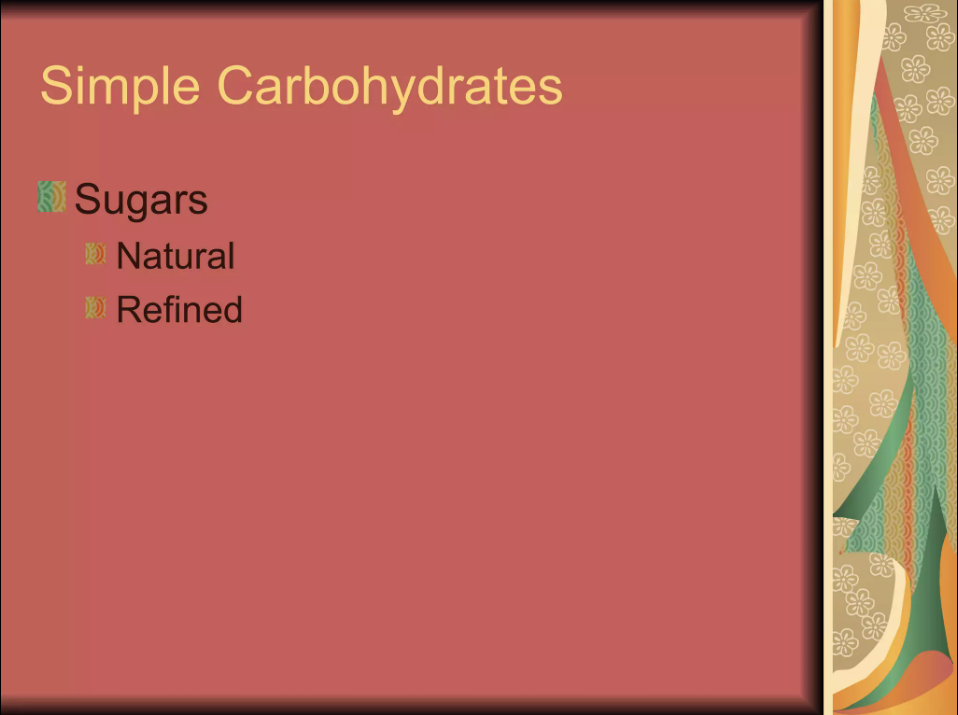 Simple Carbohydrates
Sugars
Natural
Refined